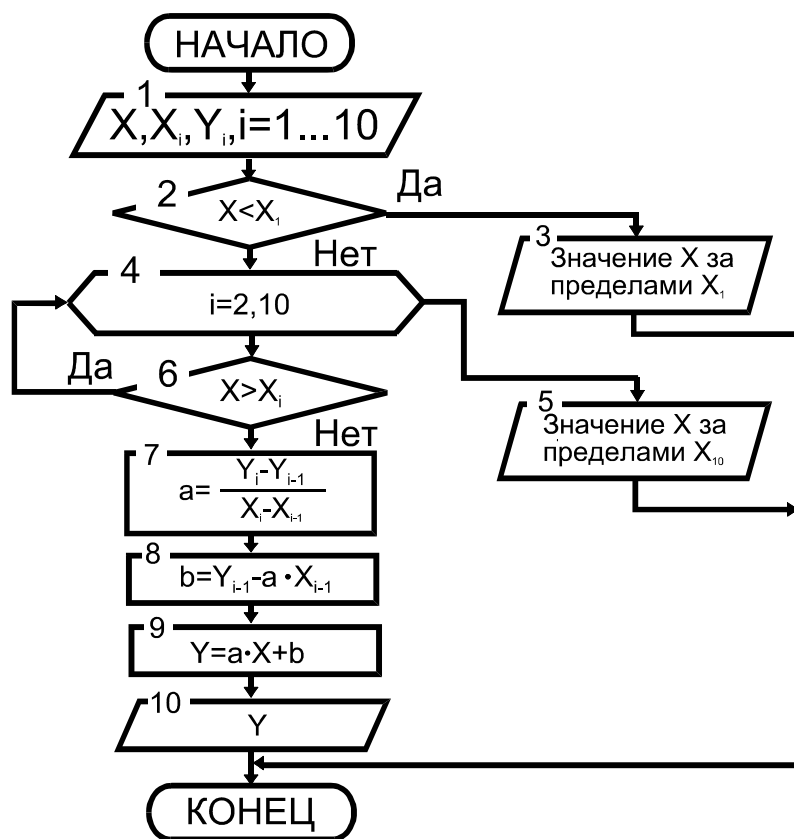 НАЧАЛО
1
X,Xi,Yi,i=1...10
2
X<X1
Да
Нет
3
Значение X за
пределами X1
4
i=2,10
Да
6
X>Xi
Нет
5
Значение X за
пределами X10
7
a= Yi-Yi-1
Xi-Xi-1
8
b=Yi-1-a·Xi-1
9
Y=a·X+b
10
Y
КОНЕЦ